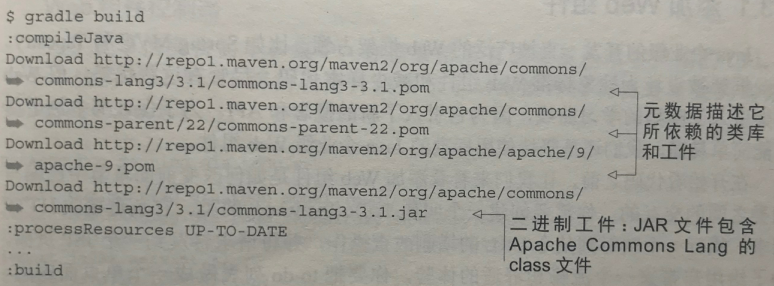 $ gradle build
:compileJava
Download http://repo1.maven.org/maven2/org/apache/commons/
➥ commons-lang3/3.1/commons-lang3-3.1.pom
Download http://repo1.maven.org/maven2/org/apache/commons/
➥ commons-parent/22/commons-parent-22.pom
Download http://repo1.maven.org/maven2/org/apache/apache/9/
➥ apache-9.pom
Download http://repo1.maven.org/maven2/org/apache/commons/
➥ commons-lang3/3.1/commons-lang3-3.1.jar
:processResources UP-TO-DATE
...
:build
元数据描述它
所依赖的类库
和工件
二进制工件：JAR 文件包含
Apache Commons Lang 的
class 文件